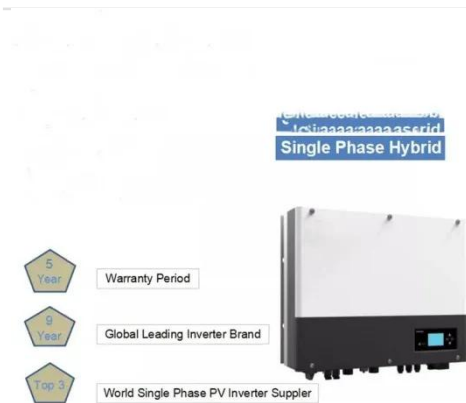 Single Phase Hybrid
5
Year
Warranty Period
9
Year
Global Leading Inverter Brand
Top 3
World Single Phase PV Inverter Suppler